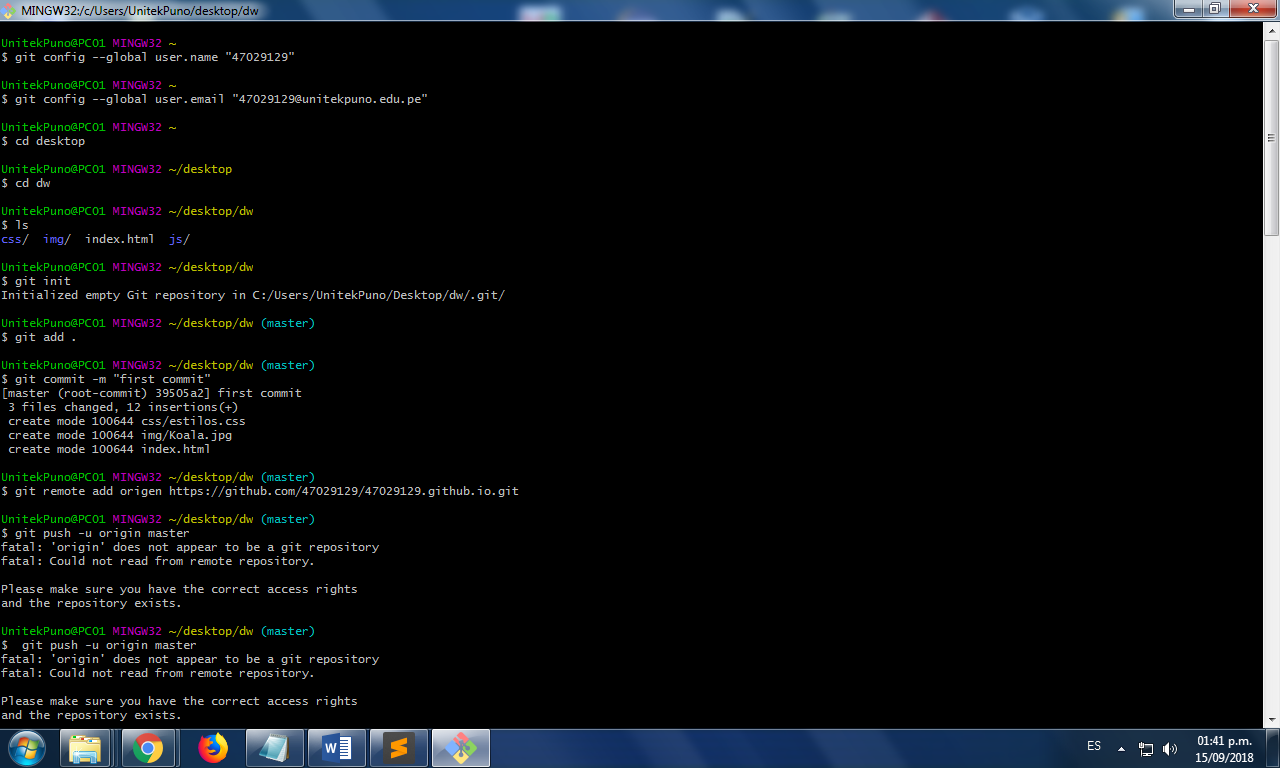 MINGW32:/c/Users/UnitekPuno/desktop/dw
UnitekPuno@PC01 MINGW32 ~
$ git config --global user.name "47029129"
UnitekPuno@PC01 MINGW32 ~
$ git config --global user.email "47029129@unitekpuno.edu.pe"
UnitekPuno@PC01 MINGW32 ~
$ cd desktop
UnitekPuno@PC01 MINGW32 ~/desktop
$ cd dw
UnitekPuno@PC01 MINGW32 ~/desktop/dw
$ ls
css/  img/  index.html  js/
UnitekPuno@PC01 MINGW32 ~/desktop/dw
$ git init
Initialized empty Git repository in C:/Users/UnitekPuno/Desktop/dw/.git/
UnitekPuno@PC01 MINGW32 ~/desktop/dw (master)
$ git add .
UnitekPuno@PC01 MINGW32 ~/desktop/dw (master)
$ git commit -m "first commit"
[master (root-commit) 39505a2] first commit
 3 files changed, 12 insertions(+)
 create mode 100644 css/estilos.css
 create mode 100644 img/Koala.jpg
 create mode 100644 index.html
UnitekPuno@PC01 MINGW32 ~/desktop/dw (master)
$ git remote add origen https://github.com/47029129/47029129.github.io.git
UnitekPuno@PC01 MINGW32 ~/desktop/dw (master)
$ git push -u origin master
fatal: 'origin' does not appear to be a git repository
fatal: Could not read from remote repository.
Please make sure you have the correct access rights
and the repository exists.
UnitekPuno@PC01 MINGW32 ~/desktop/dw (master)
$  git push -u origin master
fatal: 'origin' does not appear to be a git repository
fatal: Could not read from remote repository.
Please make sure you have the correct access rights
and the repository exists.
ES
01:41 p.m.
15/09/2018